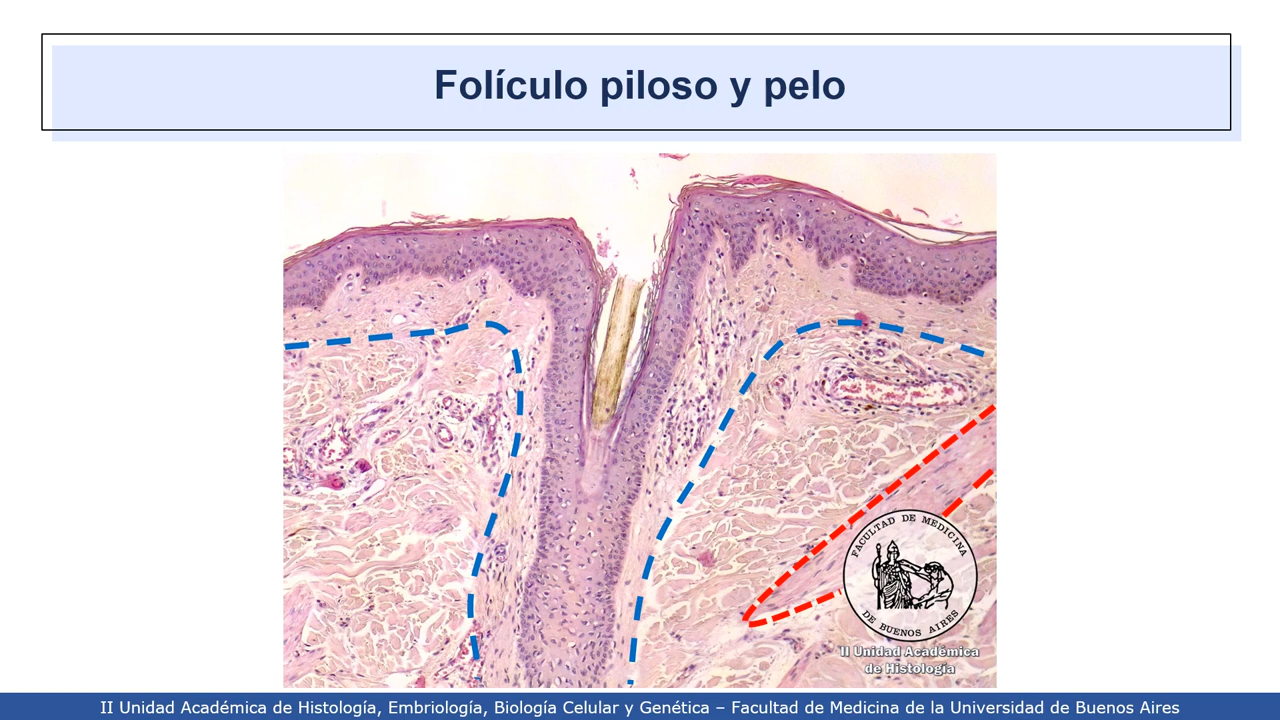 Folículo piloso y pelo
FACULTAD DE MEDICINA
DE BUENOS AIRES
II Unidad Académica
de Histología
II Unidad Académica de Histología, Embriología, Biología Celular y Genética – Facultad de Medicina de la Universidad de Buenos Aires